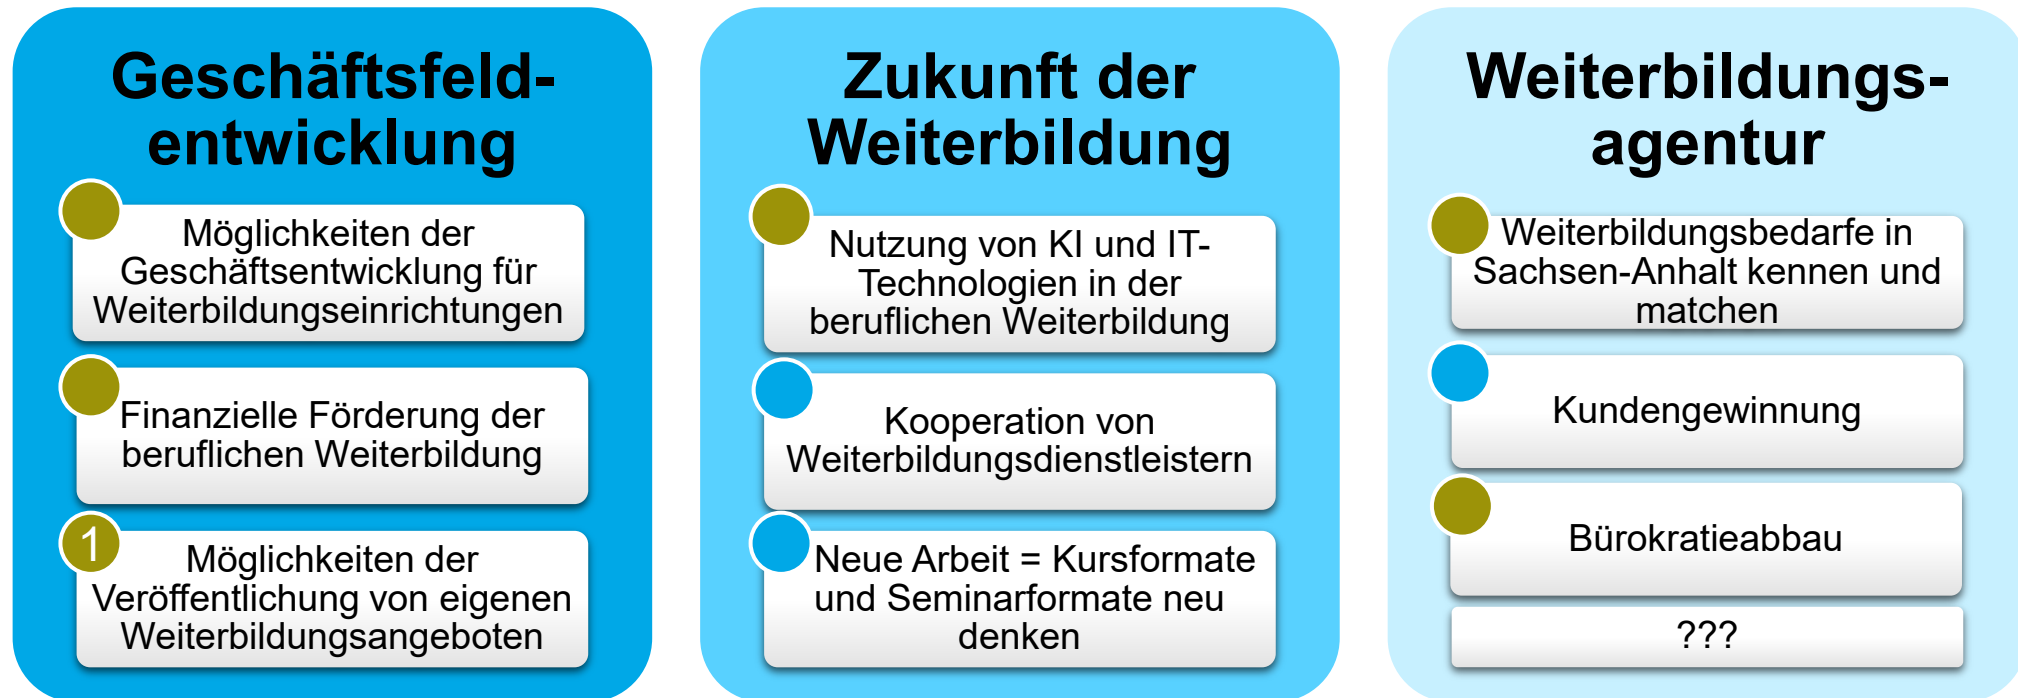 Geschäftsfeld-
entwicklung
Möglichkeiten der
Geschäftsentwicklung für
Weiterbildungseinrichtungen
Finanzielle Förderung der
beruflichen Weiterbildung
1
Möglichkeiten der
Veröffentlichung von eigenen
Weiterbildungsangeboten
Zukunft der
Weiterbildung
Nutzung von KI und IT-
Technologien in der
beruflichen Weiterbildung
Kooperation von
Weiterbildungsdienstleistern
Neue Arbeit = Kursformate
und Seminarformate neu
denken
Weiterbildungs-
agentur
Weiterbildungsbedarfe in
Sachsen-Anhalt kennen und
matchen
Kundengewinnung
Bürokratieabbau
???